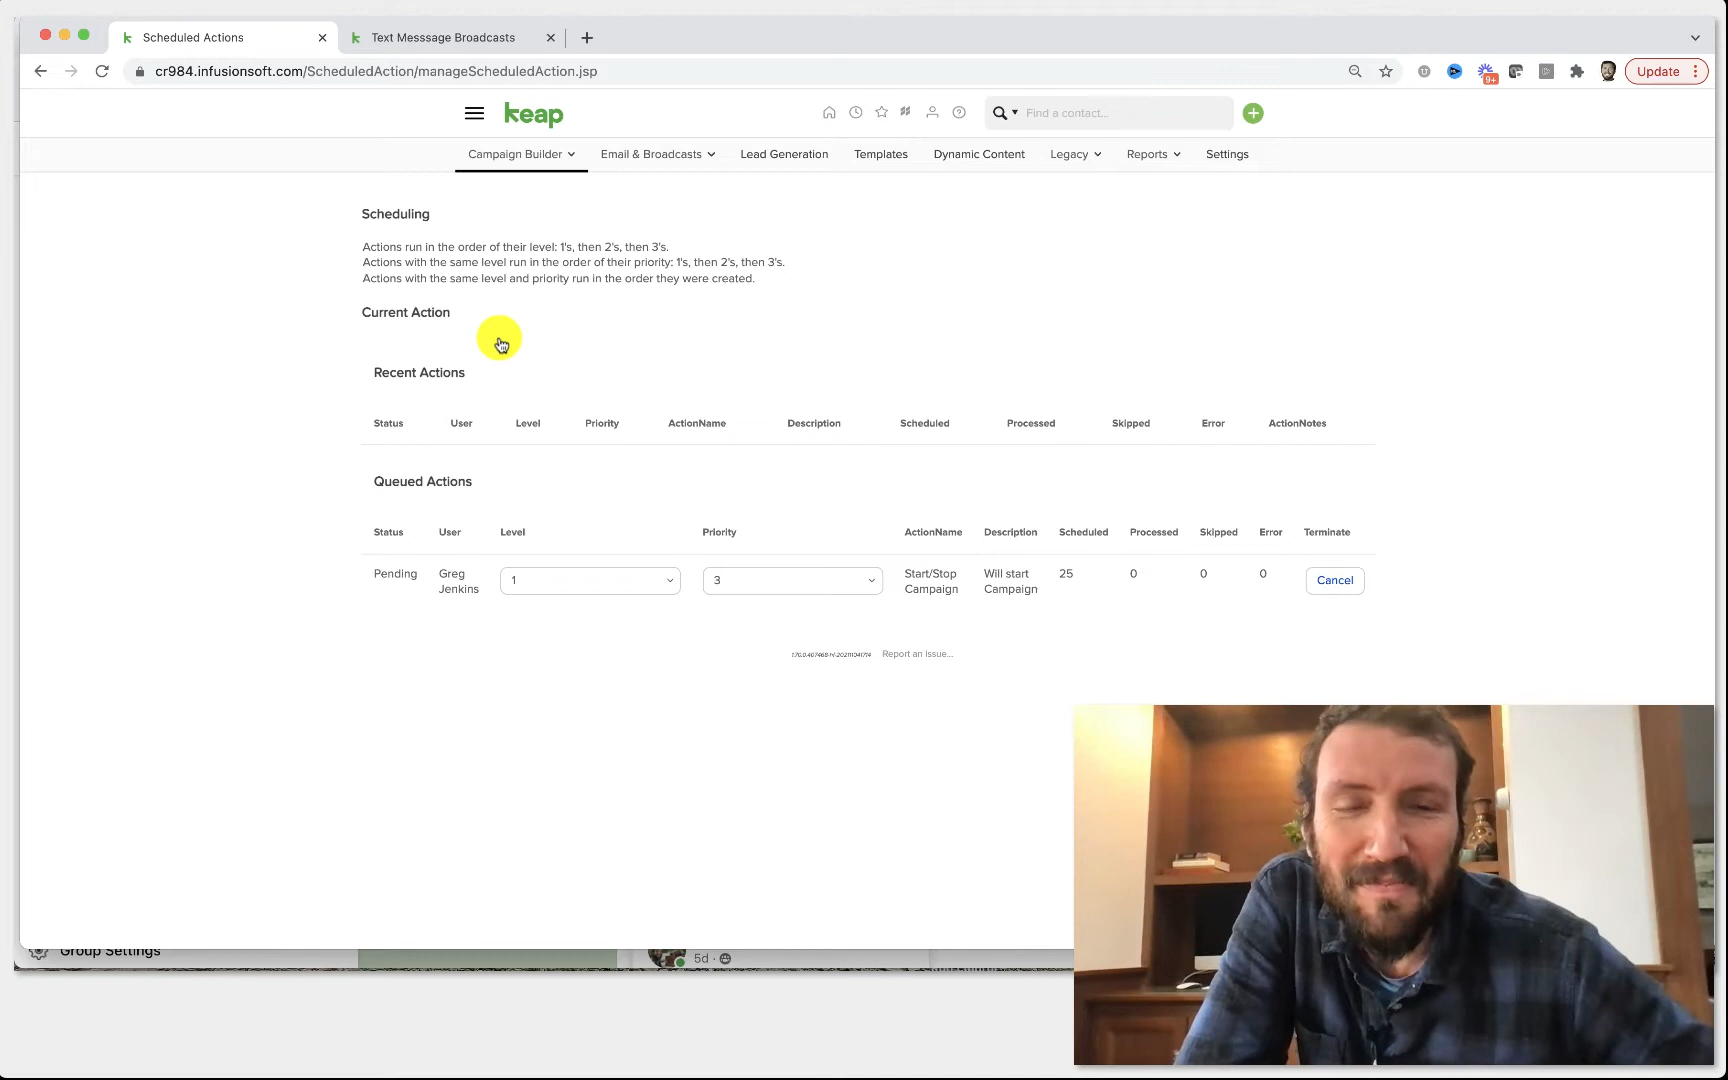 Scheduled Actions
Text Messsage Broadcasts
cr984.infusionsoft.com/ScheduledAction/manageScheduledAction.jsp
9+
Update
keap
Find a contact...
Campaign Builder Email & Broadcasts Lead Generation Templates Dynamic Content Legacy Reports Settings
Scheduling
Actions run in the order of their level: 1's, then 2's, then 3's.
Actions with the same level run in the order of their priority: 1's, then 2's, then 3's.
Actions with the same level and priority run in the order they were created.
Current Action
Recent Actions
Status User Level Priority ActionName Description Scheduled Processed Skipped Error ActionNotes
Queued Actions
Status User Level Priority ActionName Description Scheduled Processed Skipped Error Terminate
Pending Greg Jenkins 1 3 Start/Stop Campaign Will start Campaign 25 0 0 0 Cancel
Report an Issue...
Group Settings
5d